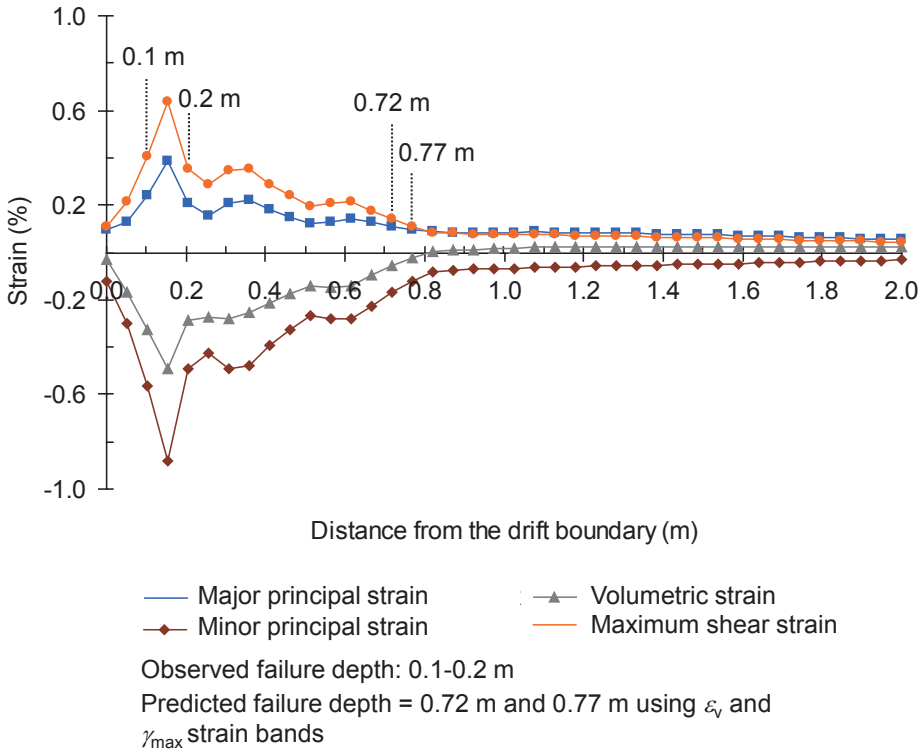 1.0
0.6
0.2
-0.2
-0.6
-1.0
Strain (%)
0.1 m
0.2 m
0.72 m
0.77 m
0.0 0.2 0.4 0.6 0.8 1.0 1.2 1.4 1.6 1.8 2.0
Distance from the drift boundary (m)
Major principal strain
Volumetric strain
Minor principal strain
Maximum shear strain
Observed failure depth: 0.1-0.2 m
Predicted failure depth = 0.72 m and 0.77 m using εv and
γmax strain bands